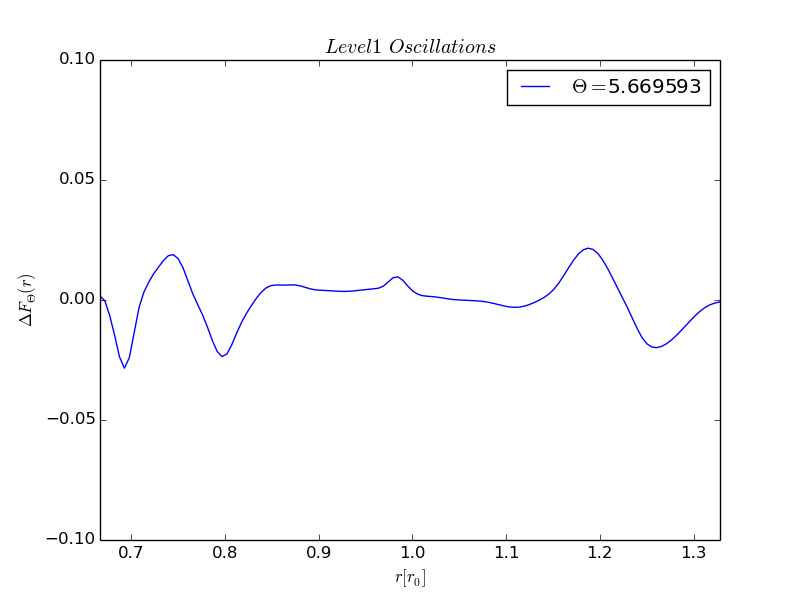 Level1 Oscillations
Θ=5.669593
0.10
0.05
0.00
−0.05
−0.10
ΔF_Θ(r)
0.7 0.8 0.9 1.0 1.1 1.2 1.3
r[r_0]